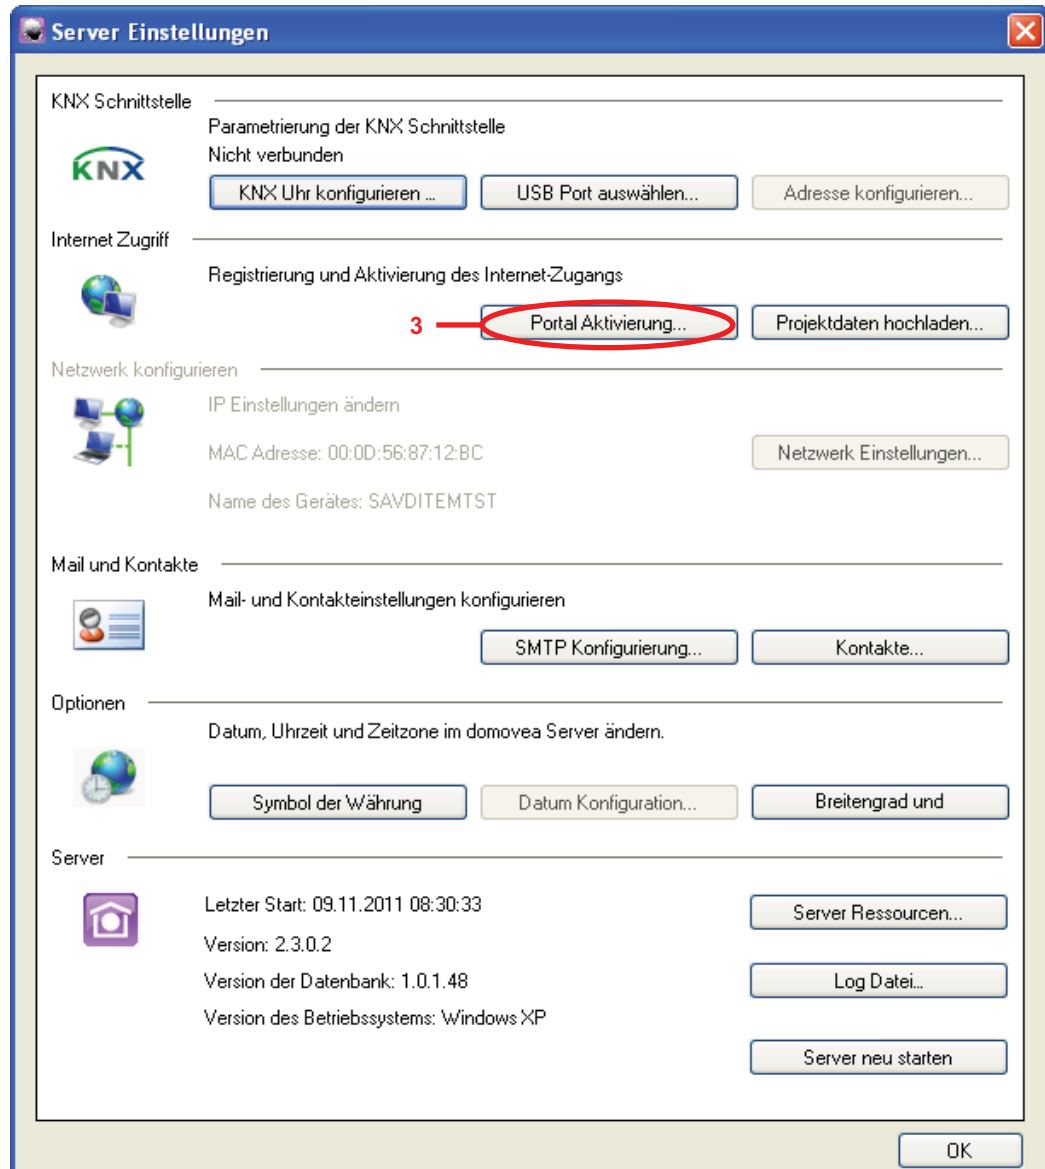 Server Einstellungen
KNX Schnittstelle
KNX
Parametrierung der KNX Schnittstelle
Nicht verbunden
KNX Uhr konfigurieren ...
USB Port auswählen...
Adresse konfigurieren...
Internet Zugriff
Registrierung und Aktivierung des Internet-Zugangs
3
Portal Aktivierung...
Projektdaten hochladen...
Netzwerk konfigurieren
IP Einstellungen ändern
MAC Adresse: 00:0D:56:87:12:BC
Netzwerk Einstellungen...
Name des Gerätes: SAVDITEMTST
Mail und Kontakte
Mail- und Kontakteinstellungen konfigurieren
SMTP Konfigurierung...
Kontakte...
Optionen
Datum, Uhrzeit und Zeitzone im domovea Server ändern.
Symbol der Währung
Datum Konfiguration...
Breitengrad und
Server
Letzter Start: 09.11.2011 08:30:33
Server Ressourcen...
Version: 2.3.0.2
Version der Datenbank: 1.0.1.48
Log Datei...
Version des Betriebssystems: Windows XP
Server neu starten
OK